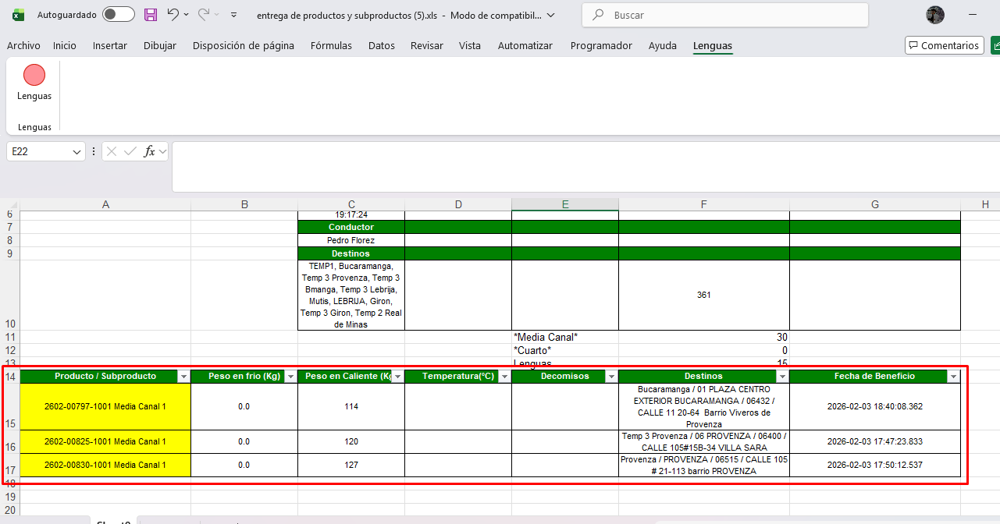 Autoguardado
entrega de productos y subproductos (5).xls - Modo de compatibil...
Buscar
Archivo Inicio Insertar Dibujar Disposición de página Fórmulas Datos Revisar Vista Automatizar Programador Ayuda Lenguas
Comentarios
Lenguas
Lenguas
E22
fx
A B C D E F G H
6 19:17:24
7 Conductor
8 Pedro Florez
9 Destinos
TEMP1, Bucaramanga,
Temp 3 Provenza, Temp 3
Bmanga, Temp 3 Lebrija,
Mutis, LEBRIJA, Giron,
Temp 3 Giron, Temp 2 Real
de Minas
361
10
11 *Media Canal* 30
12 *Cuarto* 0
13 Lenguas 15
14 Producto / Subproducto Peso en frio (Kg) Peso en Caliente (Kg Temperatura(°C) Decomisos Destinos Fecha de Beneficio
2602-00797-1001 Media Canal 1 0.0 114
Bucaramanga / 01 PLAZA CENTRO
EXTERIOR BUCARAMANGA / 06432 /
CALLE 11 20-64 Barrio Viveros de
Provenza
2026-02-03 18:40:08.362
15
2602-00825-1001 Media Canal 1 0.0 120
Temp 3 Provenza / 06 PROVENZA / 06400 /
CALLE 105#15B-34 VILLA SARA
2026-02-03 17:47:23.833
16
2602-00830-1001 Media Canal 1 0.0 127
Provenza / PROVENZA / 06515 / CALLE 105
# 21-113 barrio PROVENZA
2026-02-03 17:50:12.537
17
18
19
20